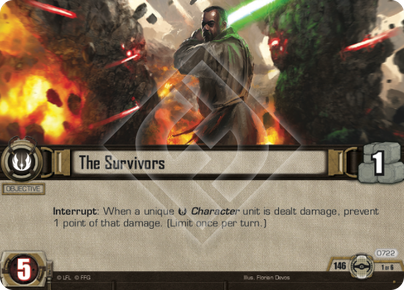 The Survivors
1
OBJECTIVE
Interrupt: When a unique Character unit is dealt damage, prevent
1 point of that damage. (Limit once per turn.)
0722
146
1 of 6
5
© LFL © FFG
Illus. Florian Devos